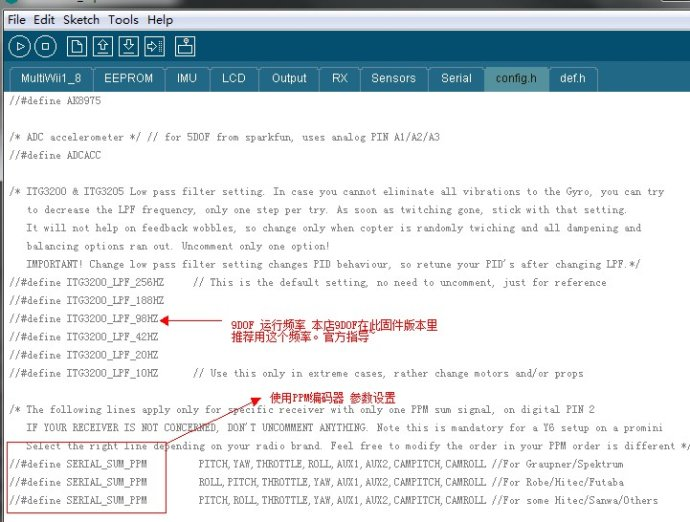 File Edit Sketch Tools Help
MultiWii1_8 EEPROM IMU LCD Output RX Sensors Serial config.h def.h
//#define AK8975
/* ADC accelerometer */ // for 5DOF from sparkfun, uses analog PIN A1/A2/A3
//#define ADCACC
/* ITG3200 & ITG3205 Low pass filter setting. In case you cannot eliminate all vibrations to the Gyro, you can try
to decrease the LPF frequency, only one step per try. As soon as twitching gone, stick with that setting.
It will not help on feedback wobbles, so change only when copter is randomly twiching and all dampening and
balancing options ran out. Uncomment only one option!
IMPORTANT! Change low pass filter setting changes PID behaviour, so retune your PID's after changing LPF.*/
//#define ITG3200_LPF_256HZ // This is the default setting, no need to uncomment, just for reference
//#define ITG3200_LPF_188HZ
//#define ITG3200_LPF_98HZ
9DOF 运行频率 本店9DOF在此固件版本里
推荐用这个频率。官方指导~
//#define ITG3200_LPF_42HZ
//#define ITG3200_LPF_20HZ
//#define ITG3200_LPF_10HZ // Use this only in extreme cases, rather change motors and/or props
使用PPM编码器 参数设置
/* The following lines apply only for specific receiver with only one PPM sum signal, on digital PIN 2
IF YOUR RECEIVER IS NOT CONCERNED, DON'T UNCOMMENT ANYTHING. Note this is mandatory for a Y6 setup on a promini
Select the right line depending on your radio brand. Feel free to modify the order in your PPM order is different */
//#define SERIAL_SUM_PPM PITCH,YAW,THROTTLE,ROLL,AUX1,AUX2,CAMPITCH,CAMROLL //For Graupner/Spektrum
//#define SERIAL_SUM_PPM ROLL,PITCH,THROTTLE,YAW,AUX1,AUX2,CAMPITCH,CAMROLL //For Robe/Hitec/Futaba
//#define SERIAL_SUM_PPM PITCH,ROLL,THROTTLE,YAW,AUX1,AUX2,CAMPITCH,CAMROLL //For some Hitec/Sanwa/Others